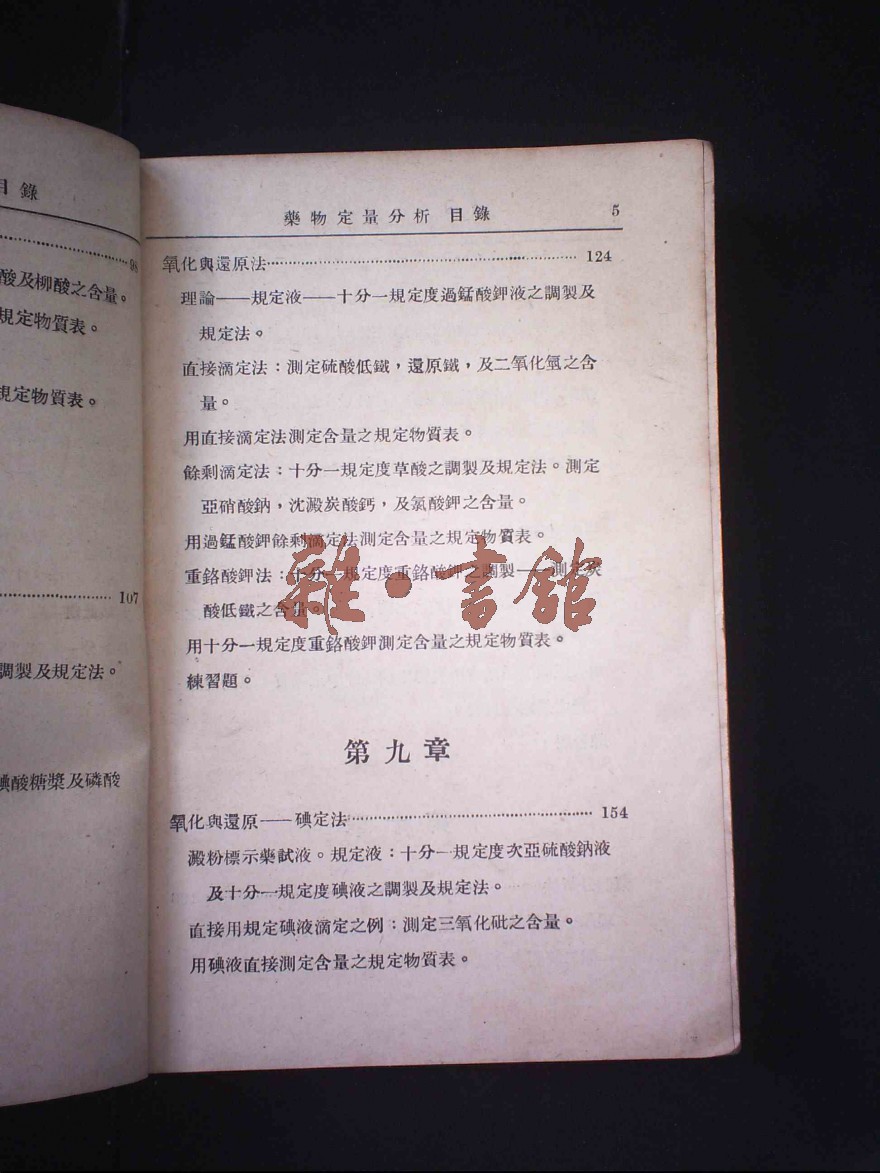 目錄
98
酸及柳酸之含量。
規定物質表。
規定物質表。
107
調製及規定法。
碘酸糖漿及磷酸
藥物定量分析 目錄 5
氧化與還原法 124
理論——規定液——十分一規定度過錳酸鉀液之調製及
規定法。
直接滴定法：測定硫酸低鐵，還原鐵，及二氧化氫之含
量。
用直接滴定法測定含量之規定物質表。
餘剩滴定法：十分一規定度草酸之調製及規定法。測定
亞硝酸鈉，沈澱炭酸鈣，及氯酸鉀之含量。
用過錳酸鉀餘剩滴定法測定含量之規定物質表。
重鉻酸鉀法：十分一規定度重鉻酸鉀之調製——測定炭
酸低鐵之含量。
用十分一規定度重鉻酸鉀測定含量之規定物質表。
練習題。
第九章
氧化與還原——碘定法 154
澱粉標示藥試液。規定液：十分一規定度次亞硫酸鈉液
及十分一規定度碘液之調製及規定法。
直接用規定碘液滴定之例：測定三氧化砒之含量。
用碘液直接測定含量之規定物質表。
雜·書館